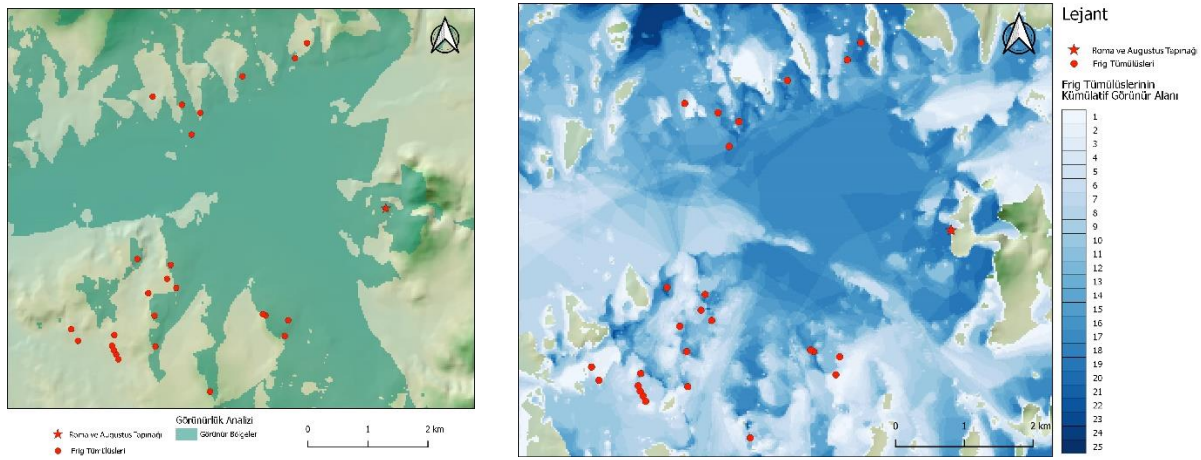 Roma ve Augustus Tapınağı
Frig Tümülüsleri
Görünürlük Analizi
Görünür Bölgeler
0 1 2 km
0 1 2 km
Lejant
Roma ve Augustus Tapınağı
Frig Tümülüsleri
Frig Tümülüslerinin
Kümülatif Görünür Alanı
1
2
4
5
6
7
8
9
10
11
12
13
14
15
16
17
18
19
20
21
22
23
25